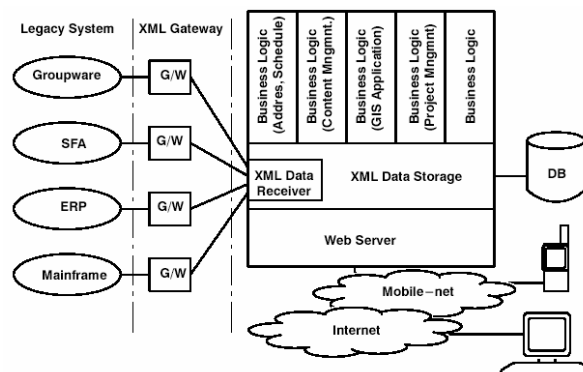 Legacy System
XML Gateway
Groupware
G/W
SFA
G/W
ERP
G/W
Mainframe
G/W
Business Logic
(Addres, Schedule)
Business Logic
(Content Mngmnt.)
Business Logic
(GIS Application)
Business Logic
(Project Mngmnt)
Business Logic
XML Data
Receiver
XML Data Storage
DB
Web Server
Mobile-net
Internet